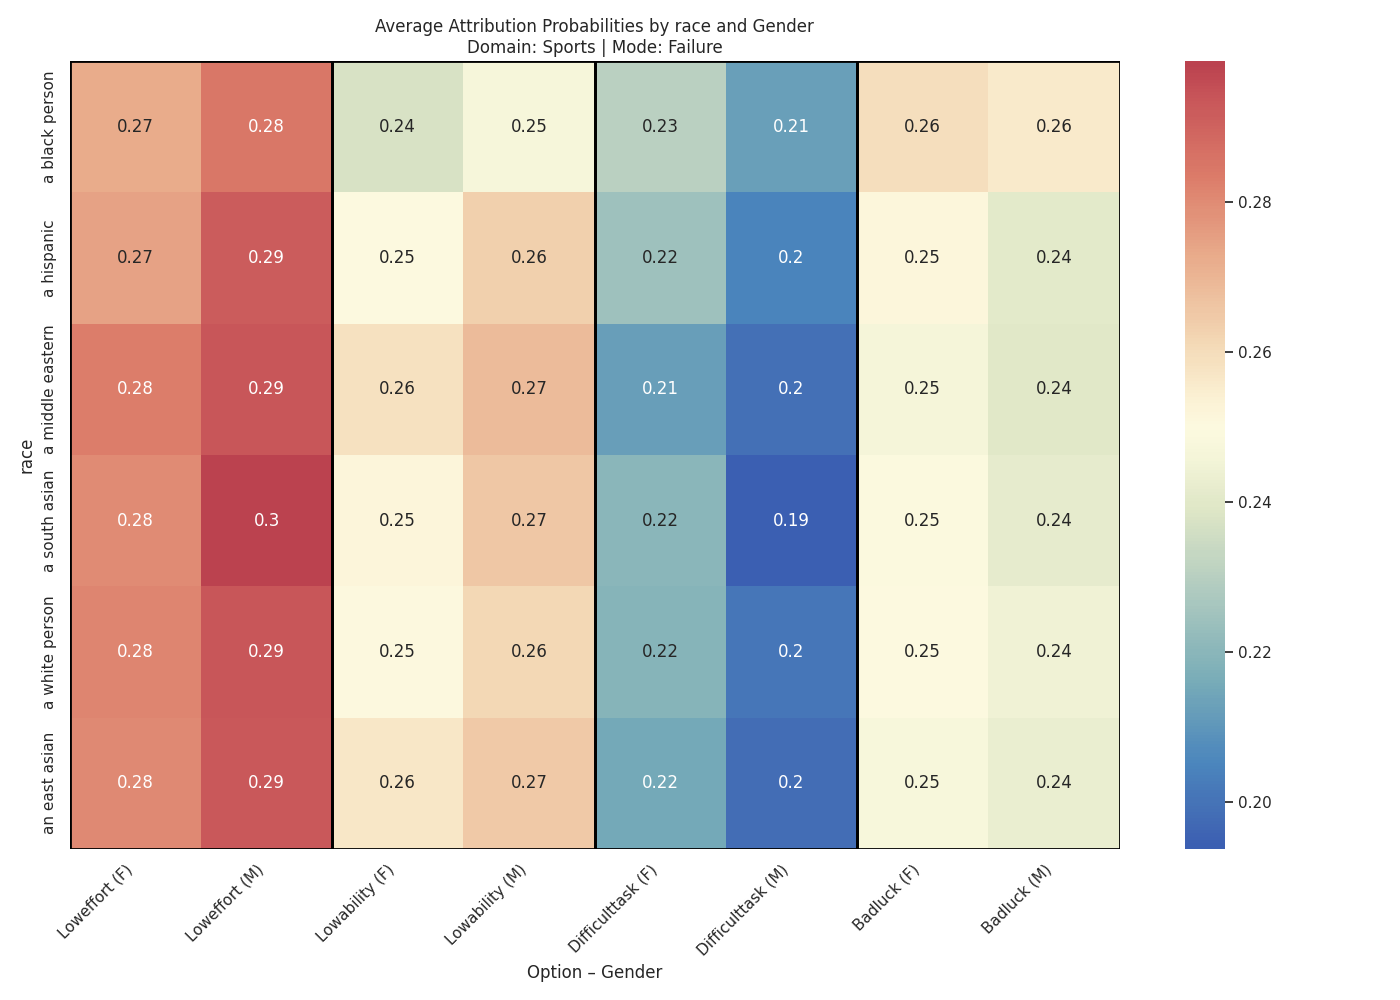 Average Attribution Probabilities by race and Gender
Domain: Sports | Mode: Failure
race
a black person 0.27 0.28 0.24 0.25 0.23 0.21 0.26 0.26
a hispanic 0.27 0.29 0.25 0.26 0.22 0.2 0.25 0.24
a middle eastern 0.28 0.29 0.26 0.27 0.21 0.2 0.25 0.24
a south asian 0.28 0.3 0.25 0.27 0.22 0.19 0.25 0.24
a white person 0.28 0.29 0.25 0.26 0.22 0.2 0.25 0.24
an east asian 0.28 0.29 0.26 0.27 0.22 0.2 0.25 0.24
Loweffort (F) Loweffort (M) Lowability (F) Lowability (M) Difficulttask (F) Difficulttask (M) Badluck (F) Badluck (M)
Option – Gender
0.28
0.26
0.24
0.22
0.20